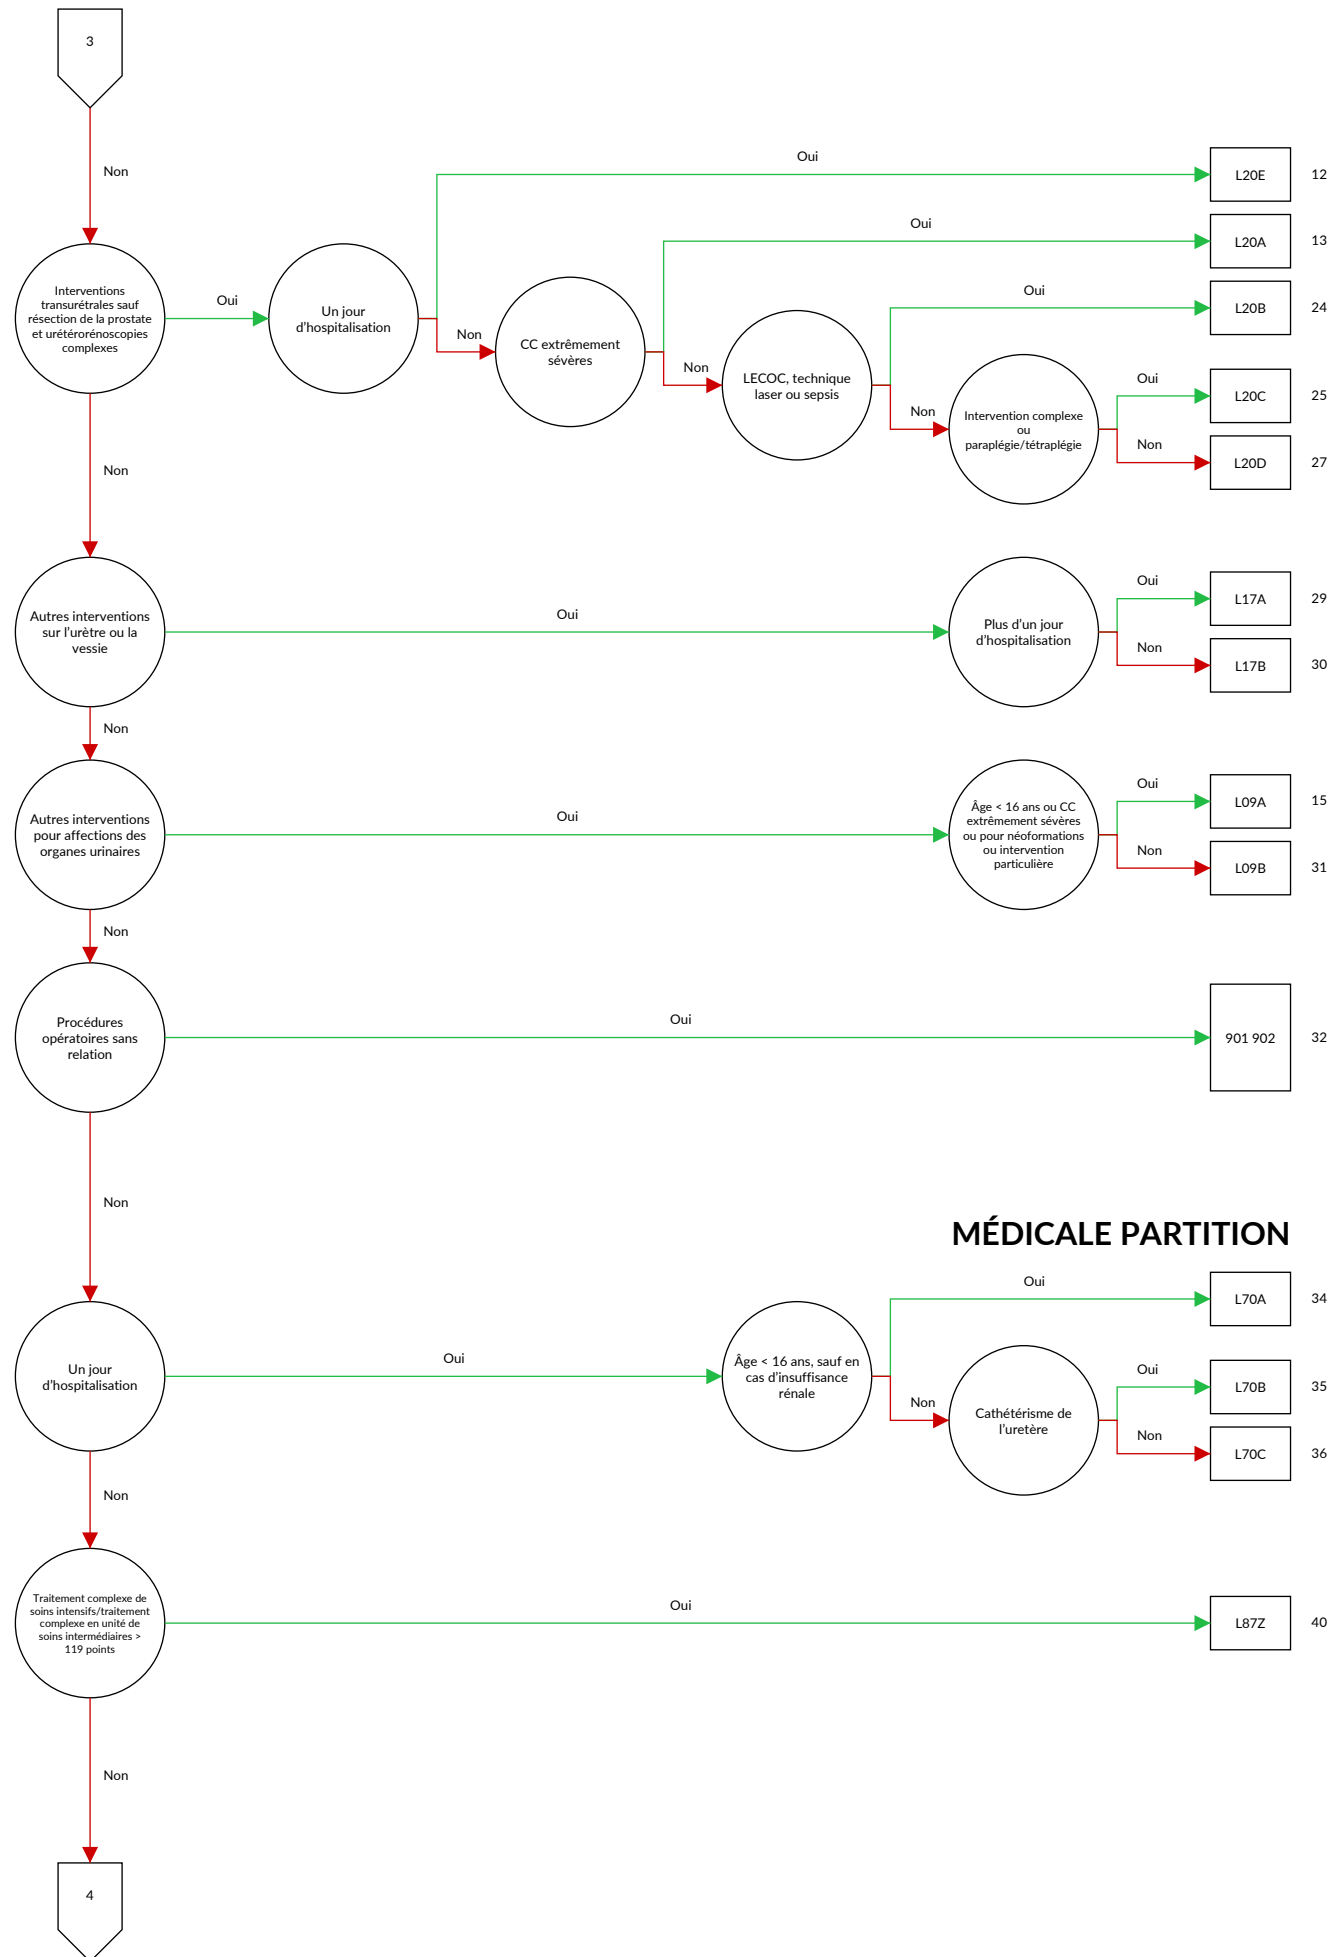 3
Non
Oui
L20E
12
Oui
L20A
13
Interventions
transurétrales sauf
résection de la prostate
et urétérorénoscopies
complexes
Oui
Un jour
d'hospitalisation
Non
CC extrêmement
sévères
Non
LECOC, technique
laser ou sepsis
Oui
L20B
24
Non
Intervention complexe
ou
paraplégie/tétraplégie
Oui
L20C
25
Non
L20D
27
Non
Autres interventions
sur l'urètre ou la
vessie
Oui
Plus d'un jour
d'hospitalisation
Oui
L17A
29
Non
L17B
30
Non
Autres interventions
pour affections des
organes urinaires
Oui
Âge < 16 ans ou CC
extrêmement sévères
ou pour néoformations
ou intervention
particulière
Oui
L09A
15
Non
L09B
31
Non
Procédures
opératoires sans
relation
Oui
901 902
32
Non
MÉDICALE PARTITION
Un jour
d'hospitalisation
Oui
Âge < 16 ans, sauf en
cas d'insuffisance
rénale
Oui
L70A
34
Non
Cathétérisme de
l'uretère
Oui
L70B
35
Non
L70C
36
Non
Traitement complexe de
soins intensifs/traitement
complexe en unité de
soins intermédiaires >
119 points
Oui
L87Z
40
Non
4